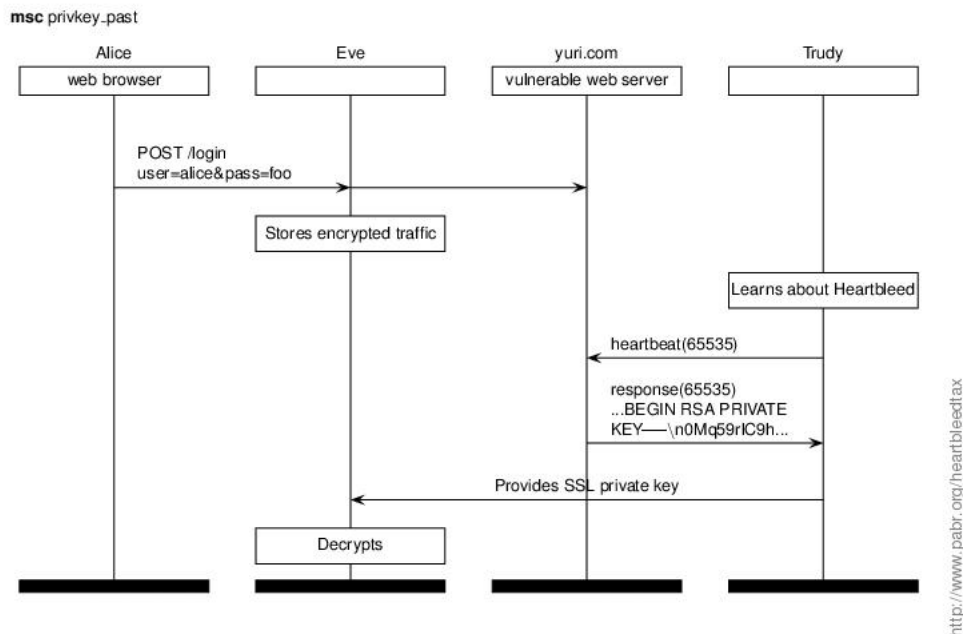 msc privkey_past
Alice
Eve
yuri.com
Trudy
web browser
vulnerable web server
POST /login
user=alice&pass=foo
Stores encrypted traffic
Learns about Heartbleed
heartbeat(65535)
response(65535)
...BEGIN RSA PRIVATE
KEY-----\n0Mq59rIC9h...
Provides SSL private key
Decrypts
http://www.pabr.org/heartbleedtax